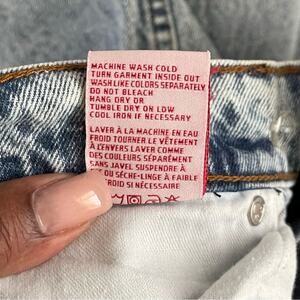 MACHINE WASH COLD
TURN GARMENT INSIDE OUT
WASH LIKE COLORS SEPARATELY
DO NOT BLEACH
HANG DRY OR
TUMBLE DRY ON LOW
COOL IRON IF NECESSARY
LAVER À LA MACHINE EN EAU
FROID TOURNER LE VÊTEMENT
À L'ENVERS LAVER COMME
DES COULEURS SÉPARÉMENT
SANS JAVEL SUSPENDRE À
OU SÈCHE-LINGE À FAIBLE
FROID SI NÉCESSAIRE